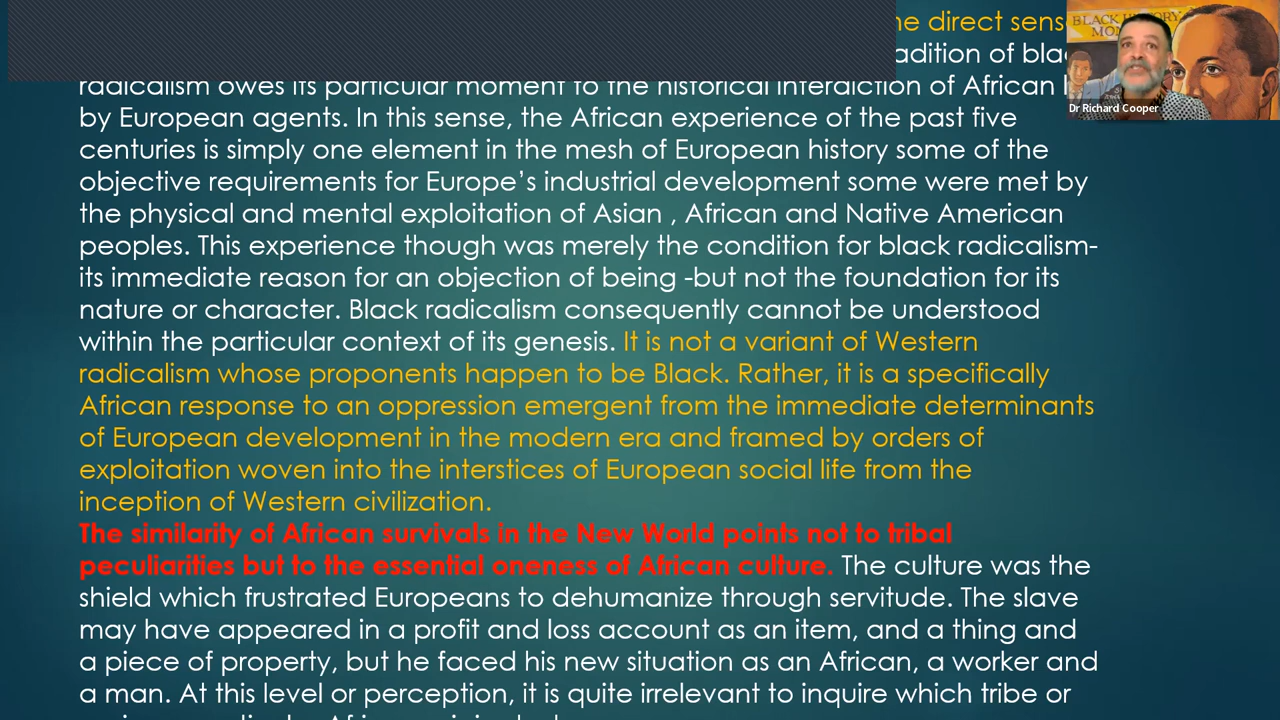 he direct sens
adition of blac
radicalism owes its particular moment to the historical interdiction of African
by European agents. In this sense, the African experience of the past five
centuries is simply one element in the mesh of European history some of the
objective requirements for Europe’s industrial development some were met by
the physical and mental exploitation of Asian , African and Native American
peoples. This experience though was merely the condition for black radicalism-
its immediate reason for an objection of being -but not the foundation for its
nature or character. Black radicalism consequently cannot be understood
within the particular context of its genesis. It is not a variant of Western
radicalism whose proponents happen to be Black. Rather, it is a specifically
African response to an oppression emergent from the immediate determinants
of European development in the modern era and framed by orders of
exploitation woven into the interstices of European social life from the
inception of Western civilization.
The similarity of African survivals in the New World points not to tribal
peculiarities but to the essential oneness of African culture. The culture was the
shield which frustrated Europeans to dehumanize through servitude. The slave
may have appeared in a profit and loss account as an item, and a thing and
a piece of property, but he faced his new situation as an African, a worker and
a man. At this level or perception, it is quite irrelevant to inquire which tribe or
BLACK HISTORY
MON
Dr Richard Cooper